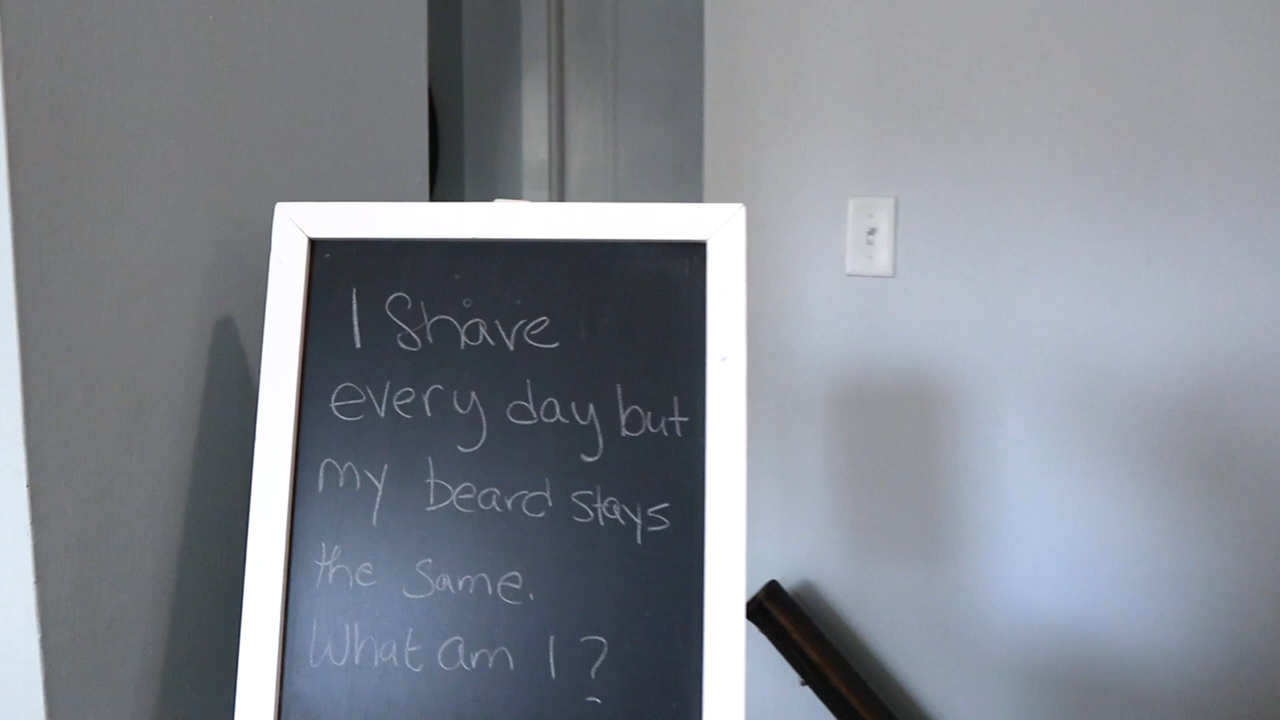 I Shave
every day but
my beard stays
the same.
What am I?